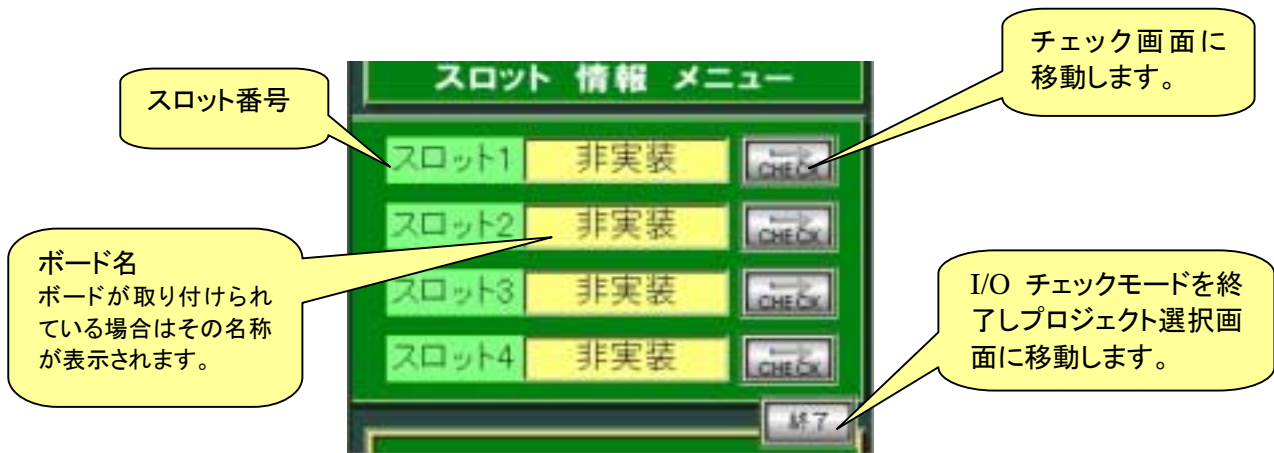 チェック画面に
移動します。
スロット番号
スロット 情報 メニュー
スロット1 非実装 CHECK
スロット2 非実装 CHECK
スロット3 非実装 CHECK
スロット4 非実装 CHECK
終了
ボード名
ボードが取り付けられ
ている場合はその名称
が表示されます。
I/O チェックモードを終
了しプロジェクト選択画
面に移動します。